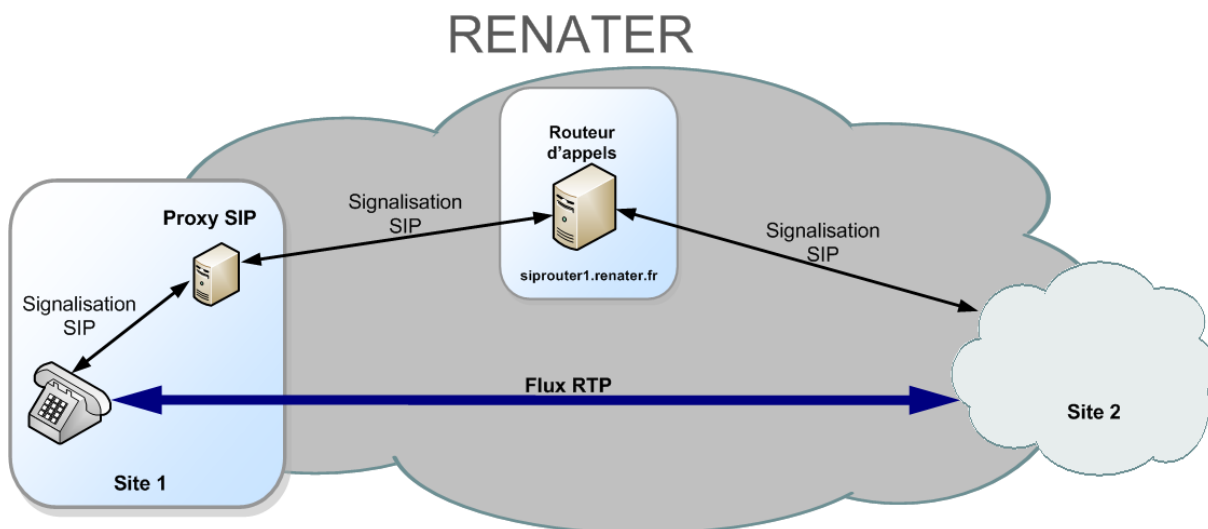 RENATER
Routeur
d'appels
Signalisation
SIP
Proxy SIP
Signalisation
SIP
siprouter1.renater.fr
Signalisation
SIP
Flux RTP
Site 2
Site 1